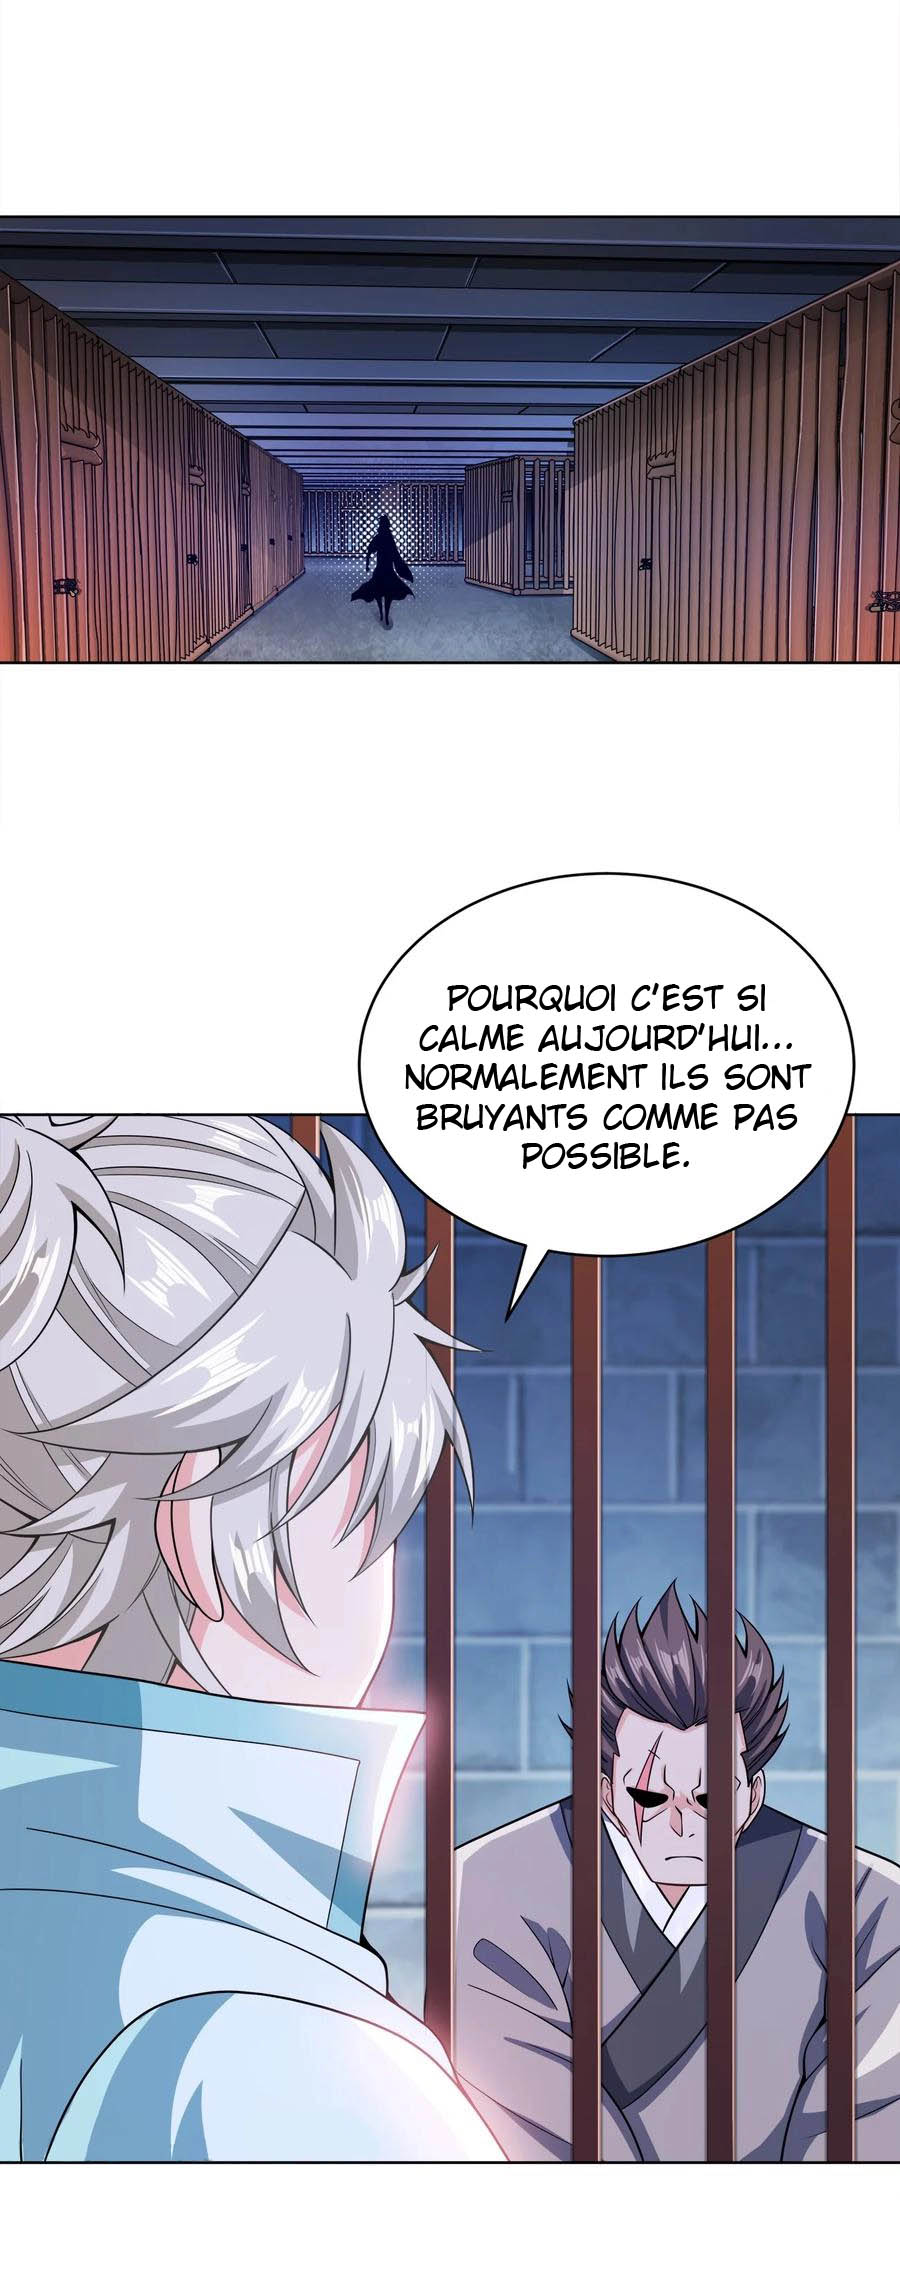 POURQUOI C'EST SI
CALME AUJOURD'HUI...
NORMALEMENT ILS SONT
BRUYANTS COMME PAS
POSSIBLE.